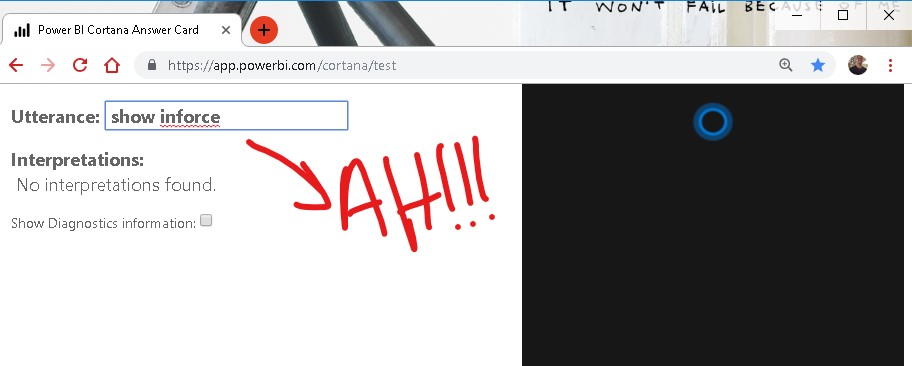 IT WON'T FAIL BECAUSE OF ME
Power BI Cortana Answer Card
https://app.powerbi.com/cortana/test
Utterance: show inforce
Interpretations:
No interpretations found.
Show Diagnostics information:
AH!!!